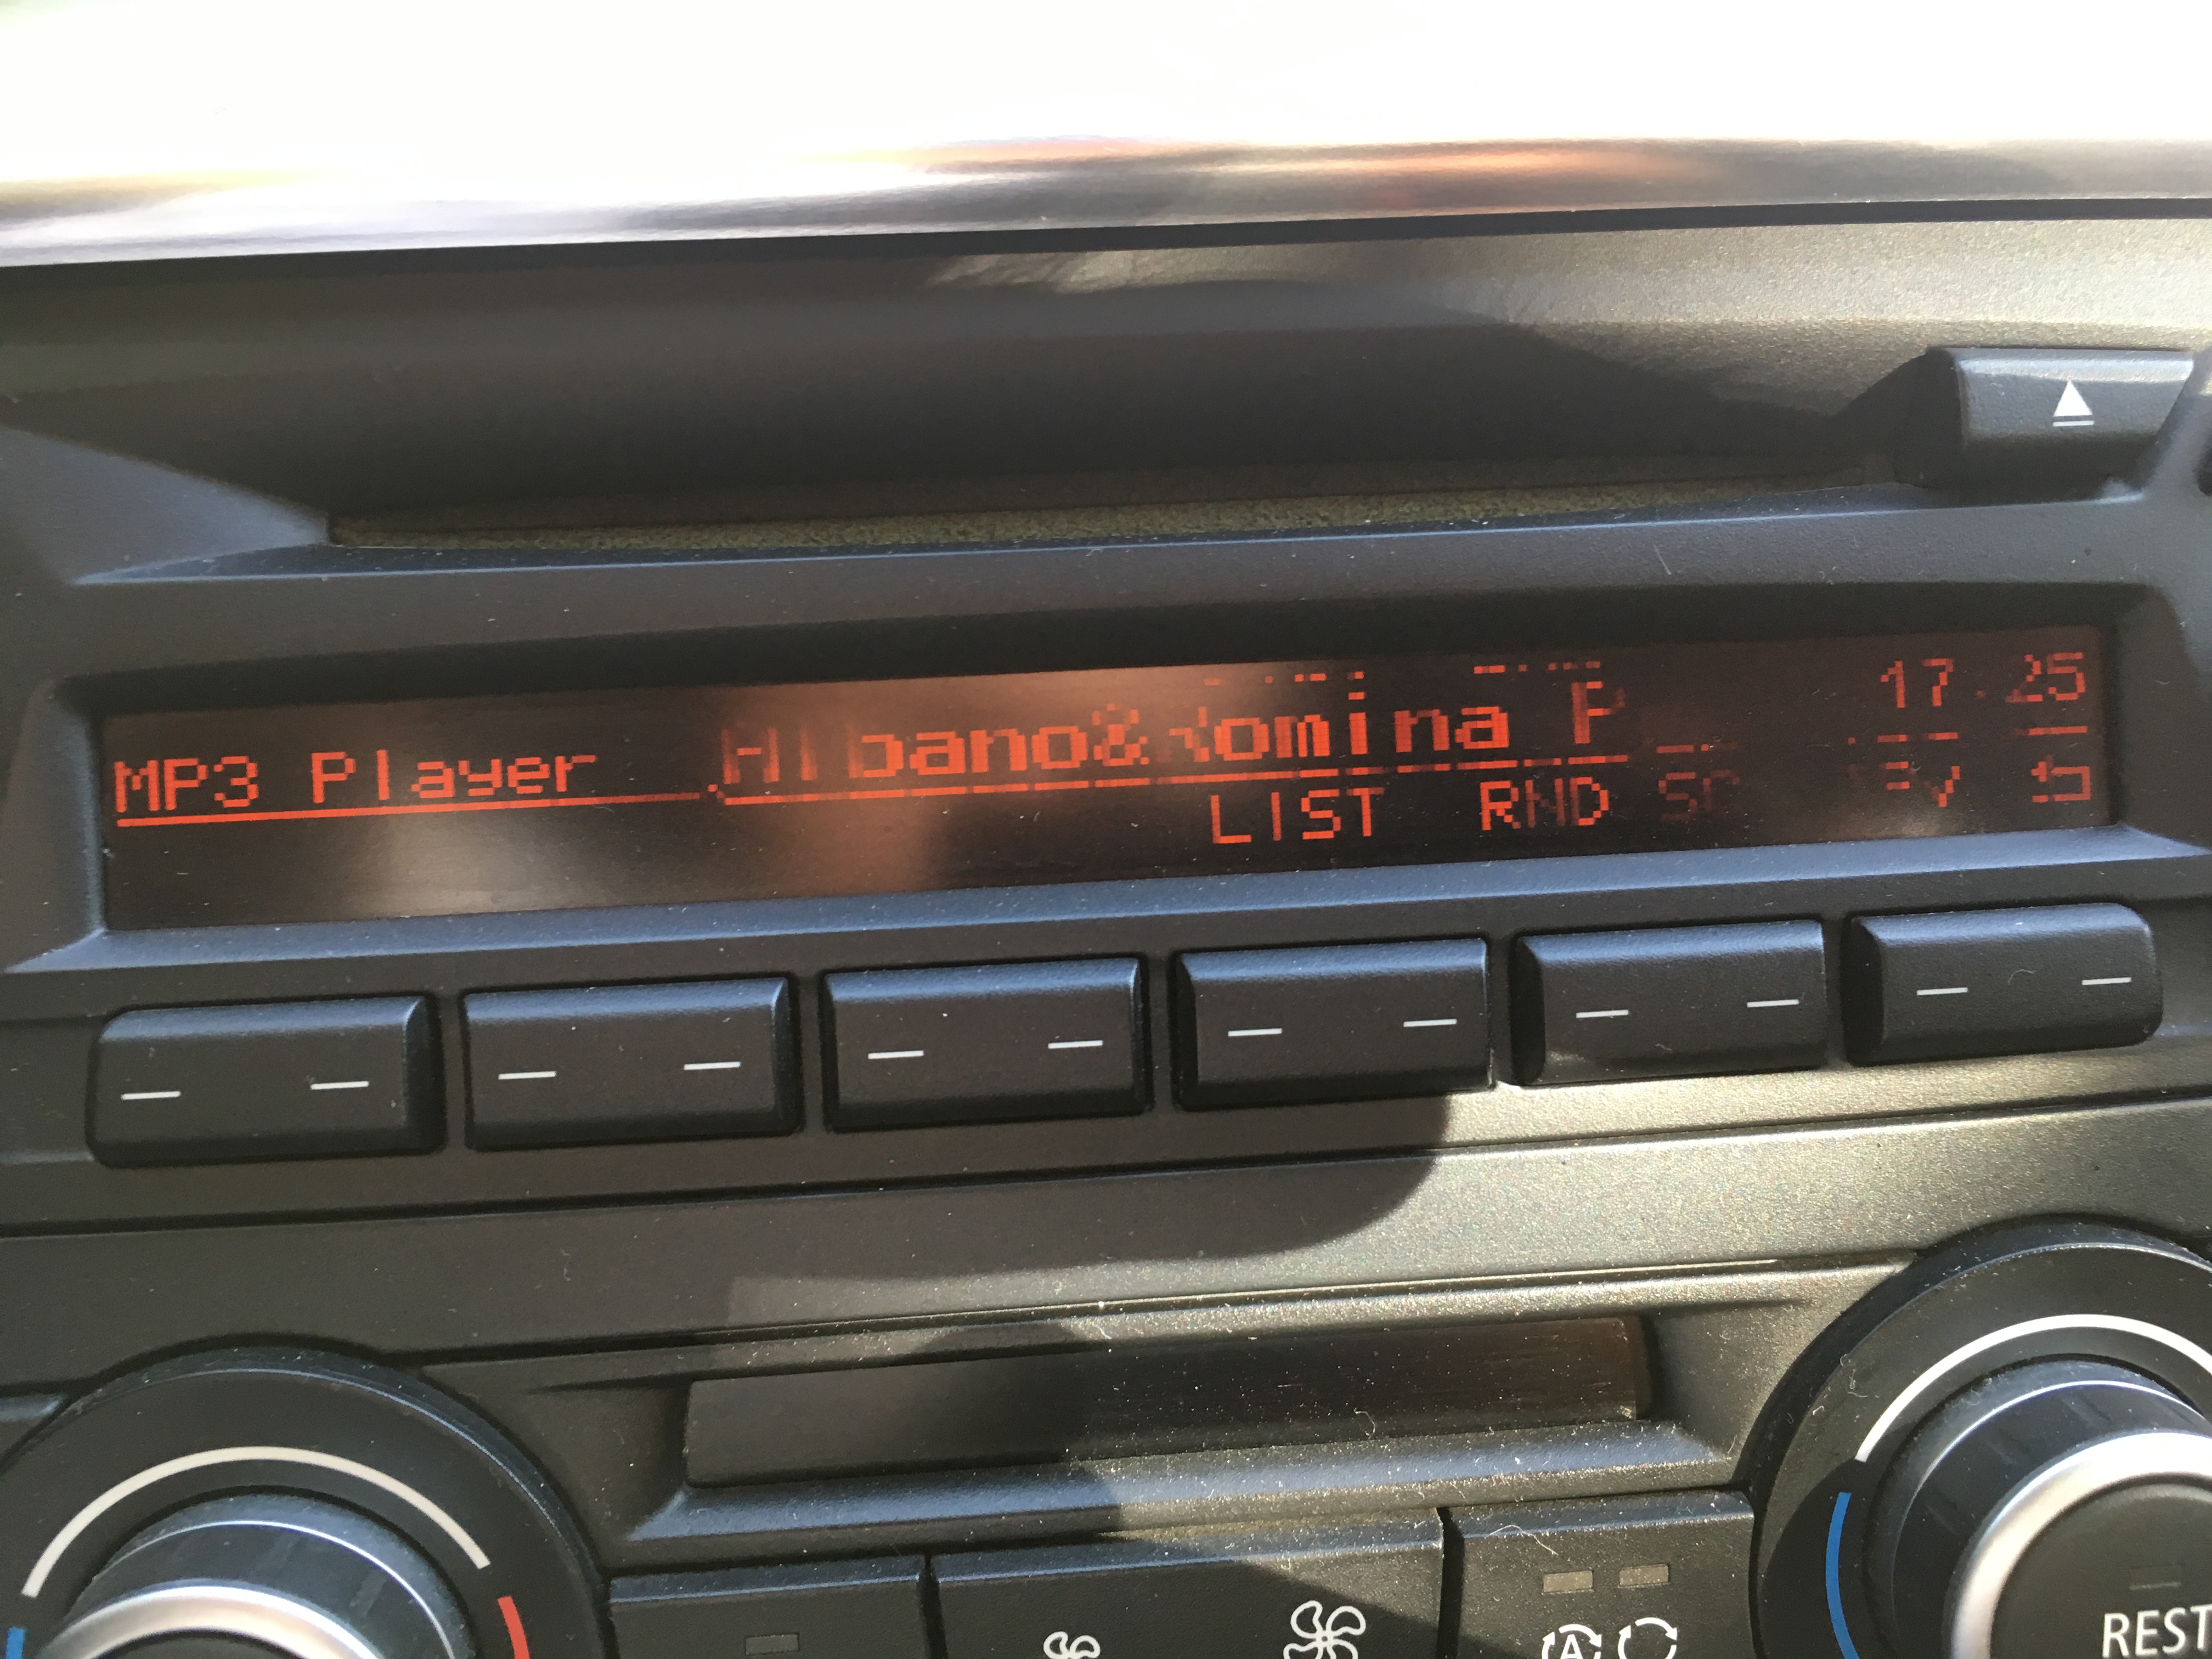 17:25
MP3 Player Albano&Romina P
LIST RND
REST